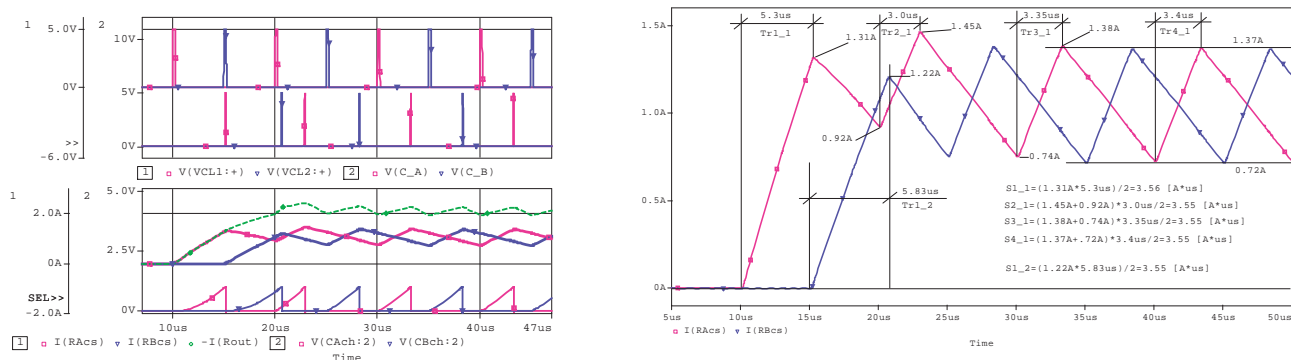 1 2
5.0V
10V
0V
5V
>>
-6.0V
0V
1 V(VCL1:+) V(VCL2:+) 2 V(C_A) V(C_B)
1 2
5.0V
2.0A
2.5V
0A
SEL>>
-2.0A
0V
10us 20us 30us 40us 47us
1 I(RAcs) I(RBcs) -I(Rout) 2 V(CAch:2) V(CBch:2)
Time
1.5A
5.3us
Tr1_1
3.0us
Tr2_1
3.35us
Tr3_1
3.4us
Tr4_1
1.31A
1.45A
1.38A
1.37A
1.22A
1.0A
0.92A
0.74A
0.72A
5.83us
Tr1_2
0.5A
S1_1=(1.31A*5.3us)/2=3.56 [A*us]
S2_1=(1.45A+0.92A)*3.0us/2=3.55 [A*us]
S3_1=(1.38A+0.74A)*3.35us/2=3.55 [A*us]
S4_1=(1.37A+.72A)*3.4us/2=3.55 [A*us]
S1_2=(1.22A*5.83us)/2=3.55 [A*us]
0A
5us 10us 15us 20us 25us 30us 35us 40us 45us 50us
I(RAcs) I(RBcs)
Time